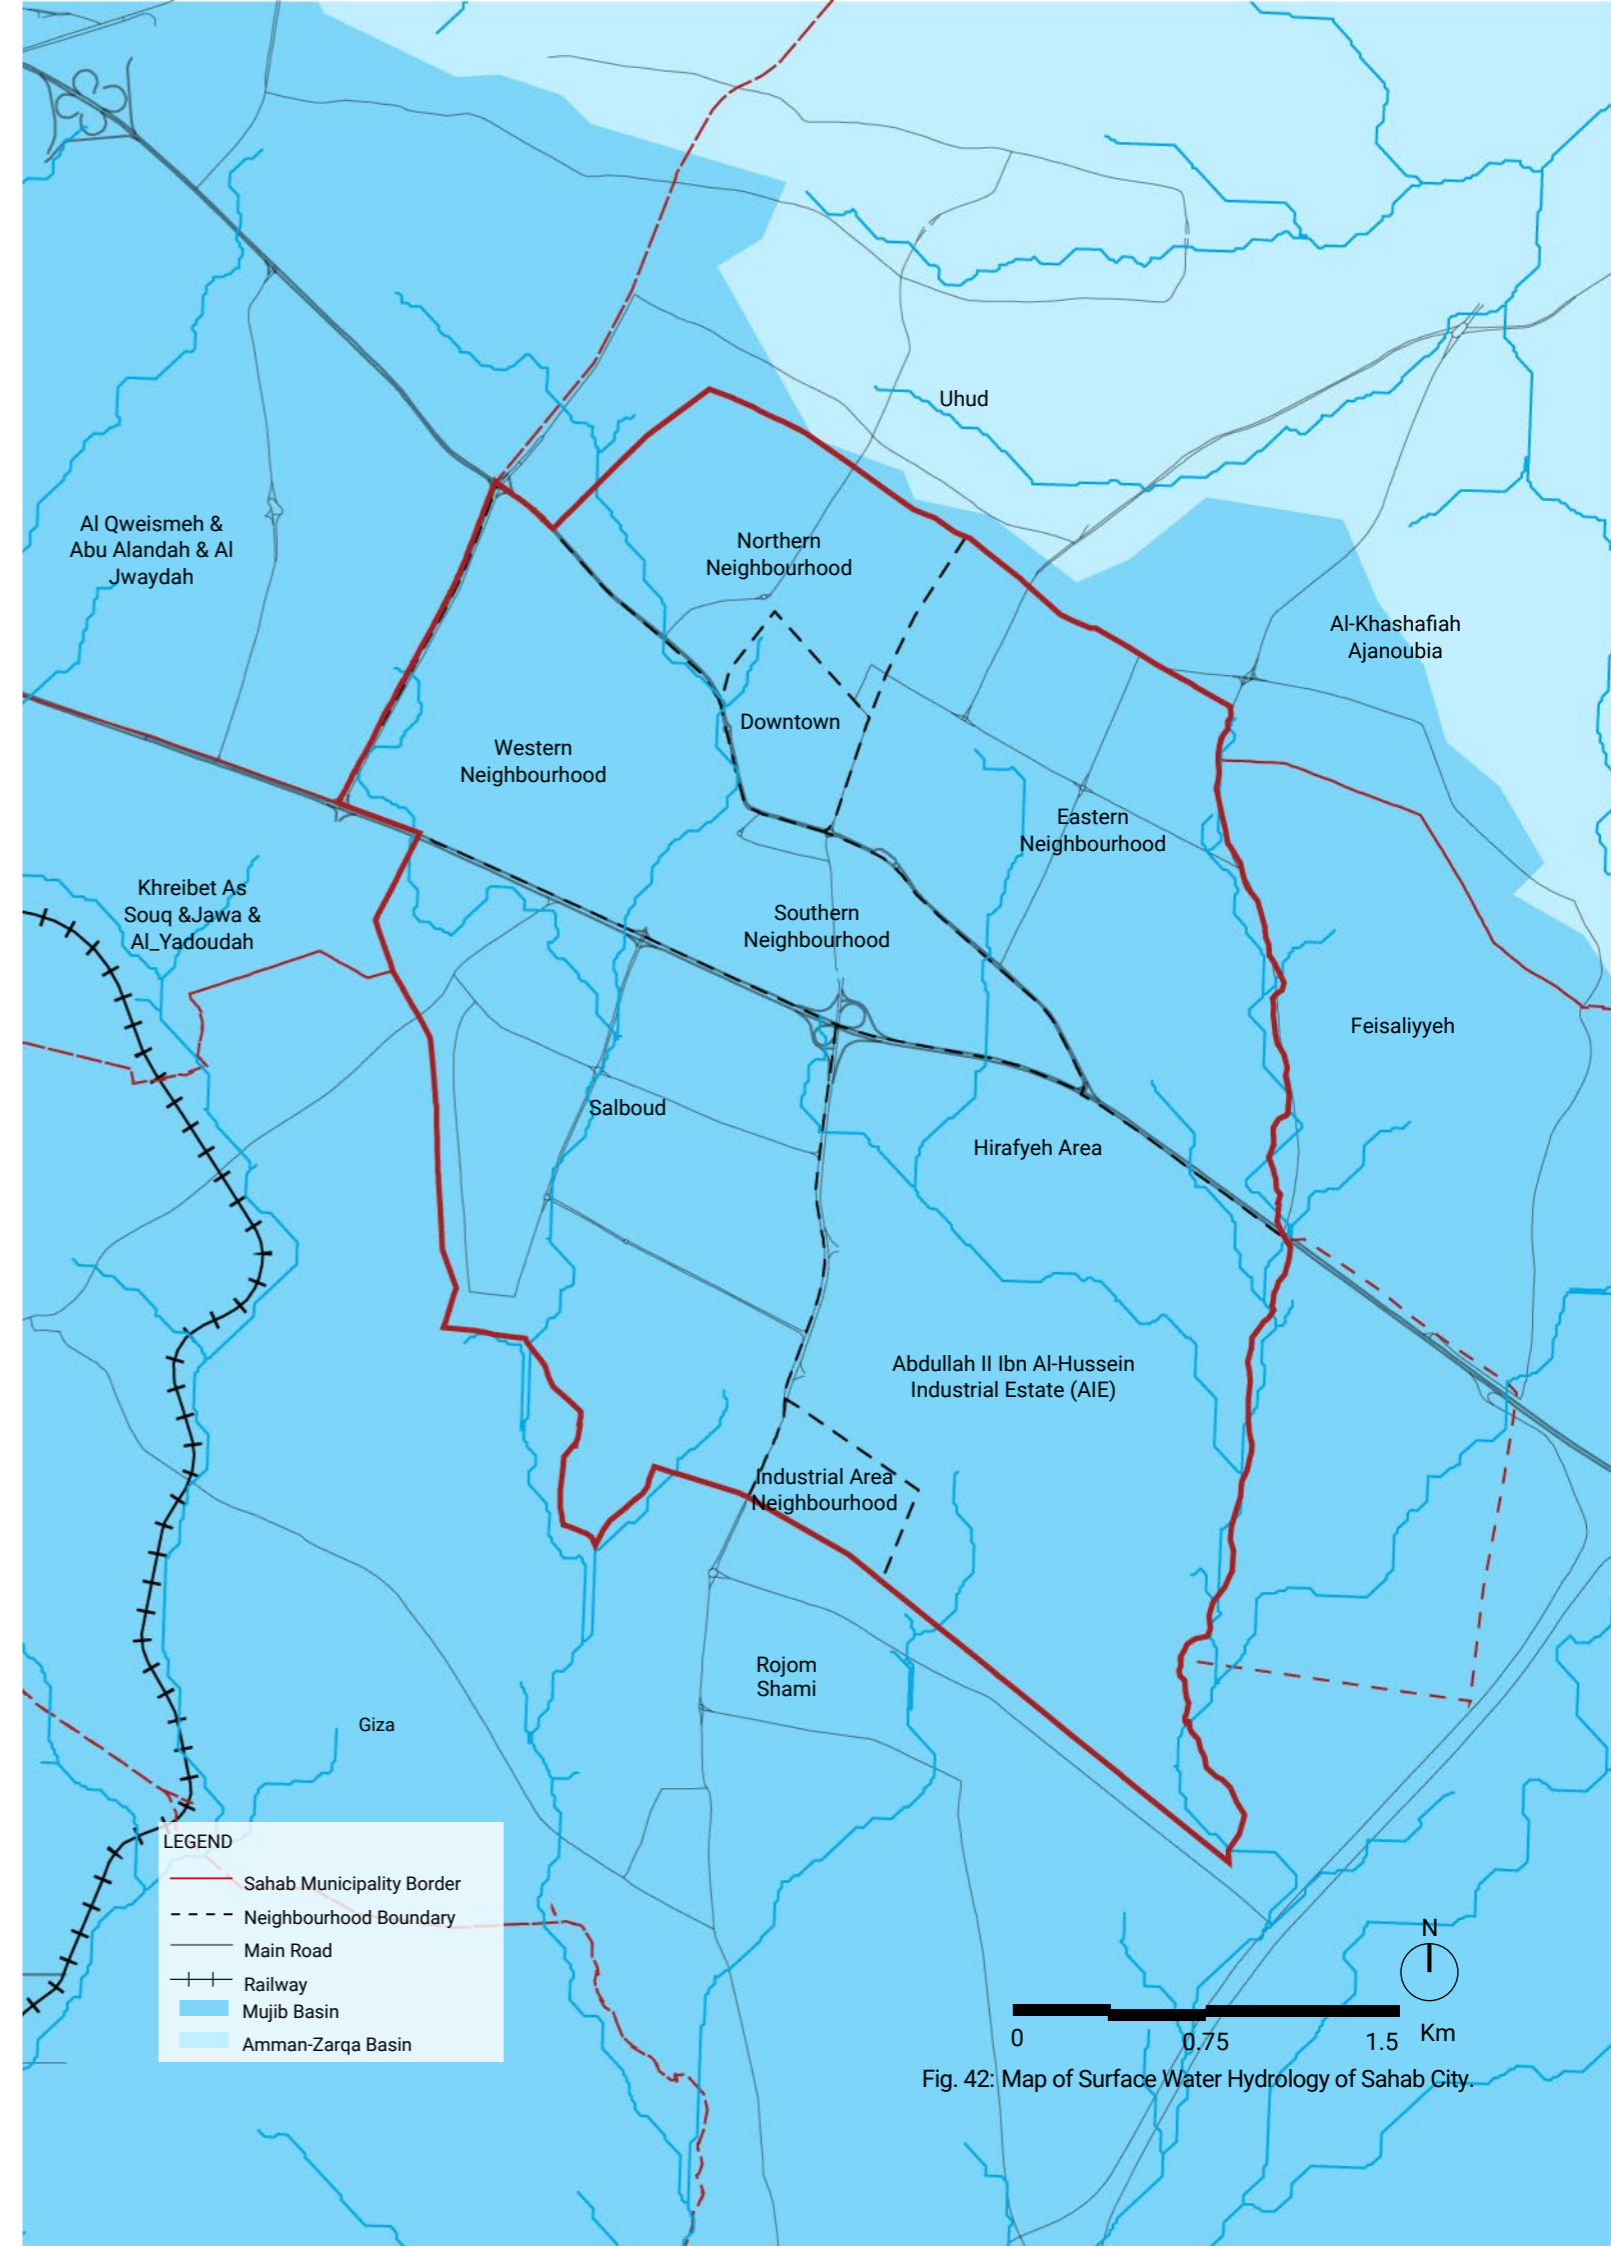 Uhud
Al Qweismeh &
Abu Alandah & Al
Jwaydah
Northern
Neighbourhood
Al-Khashafiah
Ajanoubia
Downtown
Western
Neighbourhood
Eastern
Neighbourhood
Khreibet As
Souq &Jawa &
Al_Yadoudah
Southern
Neighbourhood
Feisaliyyeh
Salboud
Hirafyeh Area
Abdullah II Ibn Al-Hussein
Industrial Estate (AIE)
Industrial Area
Neighbourhood
Rojom
Shami
Giza
LEGEND
Sahab Municipality Border
Neighbourhood Boundary
Main Road
Railway
Mujib Basin
Amman-Zarqa Basin
N
0 0.75 1.5 Km
Fig. 42: Map of Surface Water Hydrology of Sahab City.